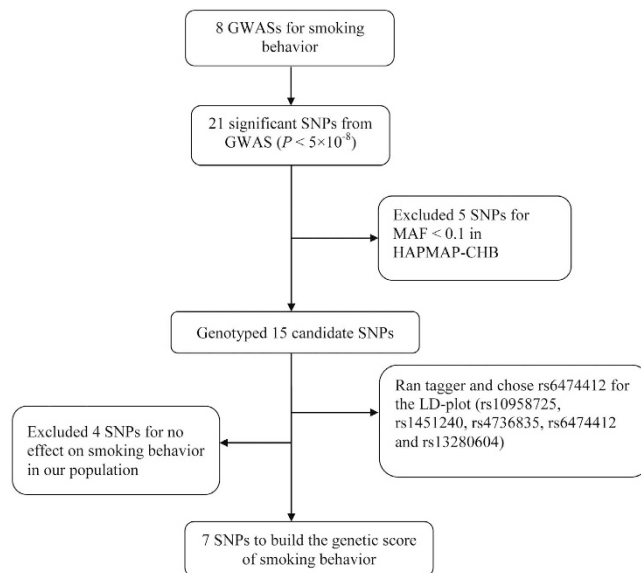 8 GWASs for smoking
behavior
21 significant SNPs from
GWAS (P < 5×10⁻⁸)
Excluded 5 SNPs for
MAF < 0.1 in
HAPMAP-CHB
Genotyped 15 candidate SNPs
Ran tagger and chose rs6474412 for
the LD-plot (rs10958725,
rs1451240, rs4736835, rs6474412
and rs13280604)
Excluded 4 SNPs for no
effect on smoking behavior
in our population
7 SNPs to build the genetic score
of smoking behavior